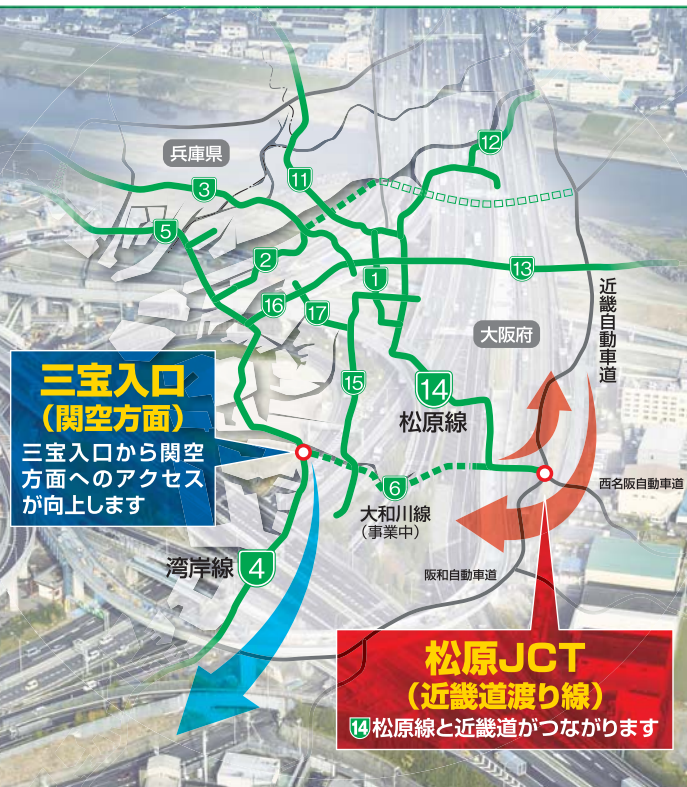 兵庫県
12
11
3
5
2
1
13
16
17
近畿自動車道
大阪府
15
14
松原線
三宝入口
(関空方面)
三宝入口から関空
方面へのアクセス
が向上します
6
大和川線
(事業中)
西名阪自動車道
湾岸線 4
阪和自動車道
松原JCT
(近畿道渡り線)
14松原線と近畿道がつながります